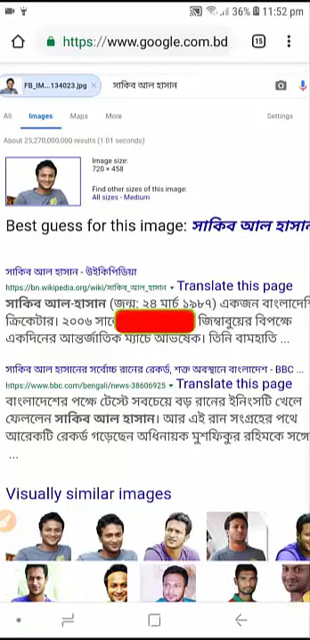 36% 11:52 pm
https://www.google.com.bd 15
FB_IM...134023.jpg × সাকিব আল হাসান
All Images Maps More Settings
About 25,270,000,000 results (1.01 seconds)
Image size:
720 × 458
Find other sizes of this image:
All sizes - Medium
Best guess for this image: সাকিব আল হাসান
সাকিব আল হাসান - উইকিপিডিয়া
https://bn.wikipedia.org/wiki/সাকিব_আল_হাসান ▾ Translate this page
সাকিব আল-হাসান (জন্ম: ২৪ মার্চ ১৯৮৭) একজন বাংলাদেশি
ক্রিকেটার। ২০০৬ সালে জিম্বাবুয়ের বিপক্ষে
একদিনের আন্তর্জাতিক ম্যাচে অভিষেক। তিনি বামহাতি ...
সাকিব আল হাসানের সর্বোচ্চ রানের রেকর্ড, শক্ত অবস্থানে বাংলাদেশ - BBC ...
https://www.bbc.com/bengali/news-38606925 ▾ Translate this page
বাংলাদেশের পক্ষে টেস্টে সবচেয়ে বড় রানের ইনিংসটি খেলে
ফেললেন সাকিব আল হাসান। আর এই রান সংগ্রহের পথে
আরেকটি রেকর্ড গড়েছেন অধিনায়ক মুশফিকুর রহিমকে সঙ্গে
...
Visually similar images